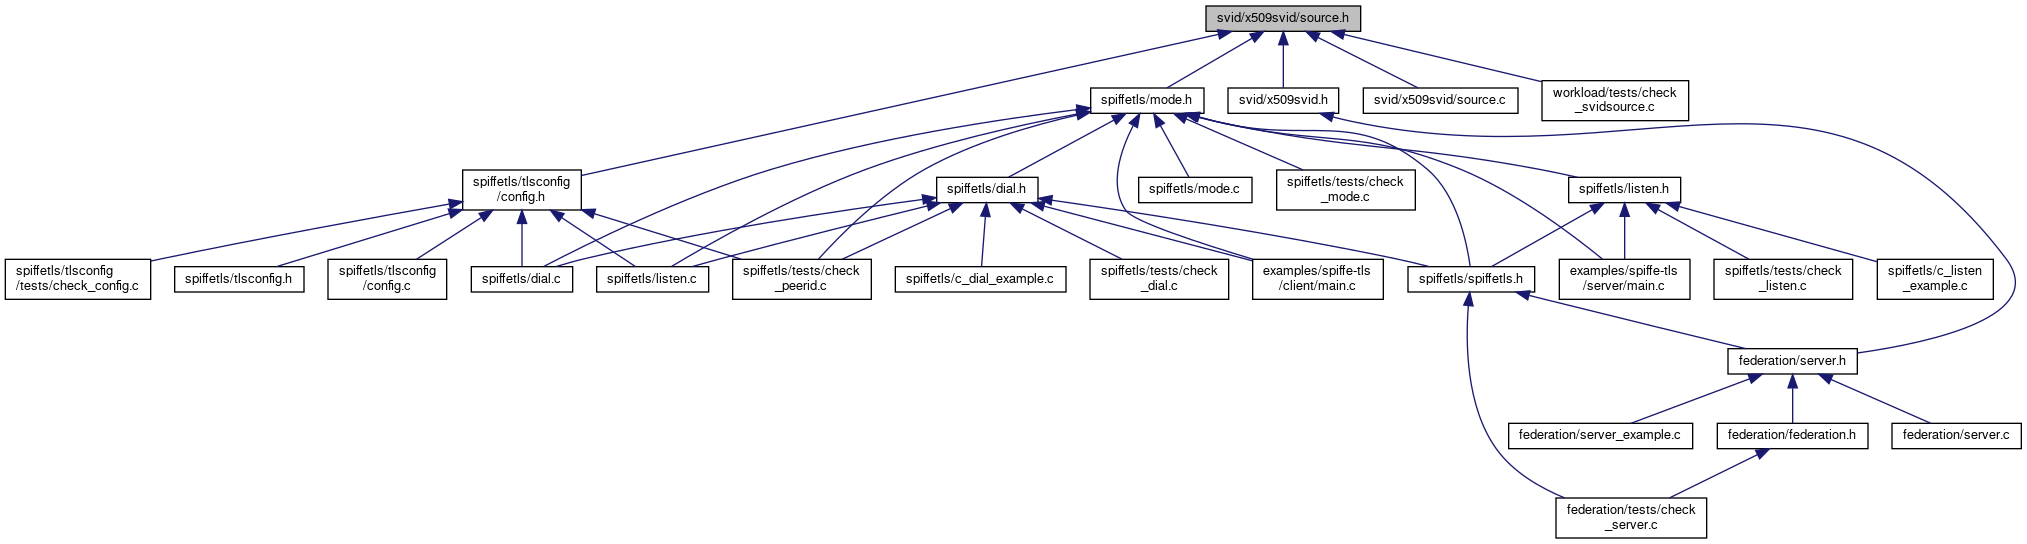 svid/x509svid/source.h
spiffetls/mode.h
svid/x509svid.h
svid/x509svid/source.c
workload/tests/check
_svidsource.c
spiffetls/tlsconfig
/config.h
spiffetls/dial.h
spiffetls/mode.c
spiffetls/tests/check
_mode.c
spiffetls/listen.h
spiffetls/tlsconfig
/tests/check_config.c
spiffetls/tlsconfig.h
spiffetls/tlsconfig
/config.c
spiffetls/dial.c
spiffetls/listen.c
spiffetls/tests/check
_peerid.c
spiffetls/c_dial_example.c
spiffetls/tests/check
_dial.c
examples/spiffe-tls
/client/main.c
spiffetls/spiffetls.h
examples/spiffe-tls
/server/main.c
spiffetls/tests/check
_listen.c
spiffetls/c_listen
_example.c
federation/server.h
federation/server_example.c
federation/federation.h
federation/server.c
federation/tests/check
_server.c